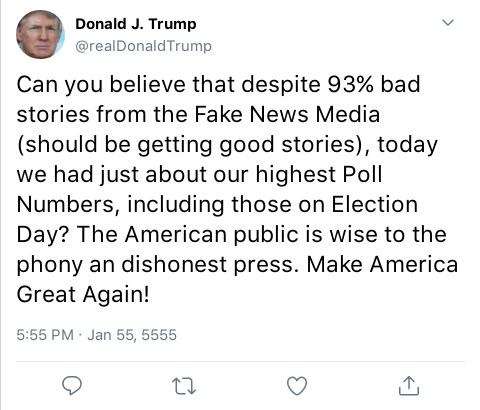 Donald J. Trump
@realDonaldTrump
Can you believe that despite 93% bad
stories from the Fake News Media
(should be getting good stories), today
we had just about our highest Poll
Numbers, including those on Election
Day? The American public is wise to the
phony an dishonest press. Make America
Great Again!
5:55 PM · Jan 55, 5555